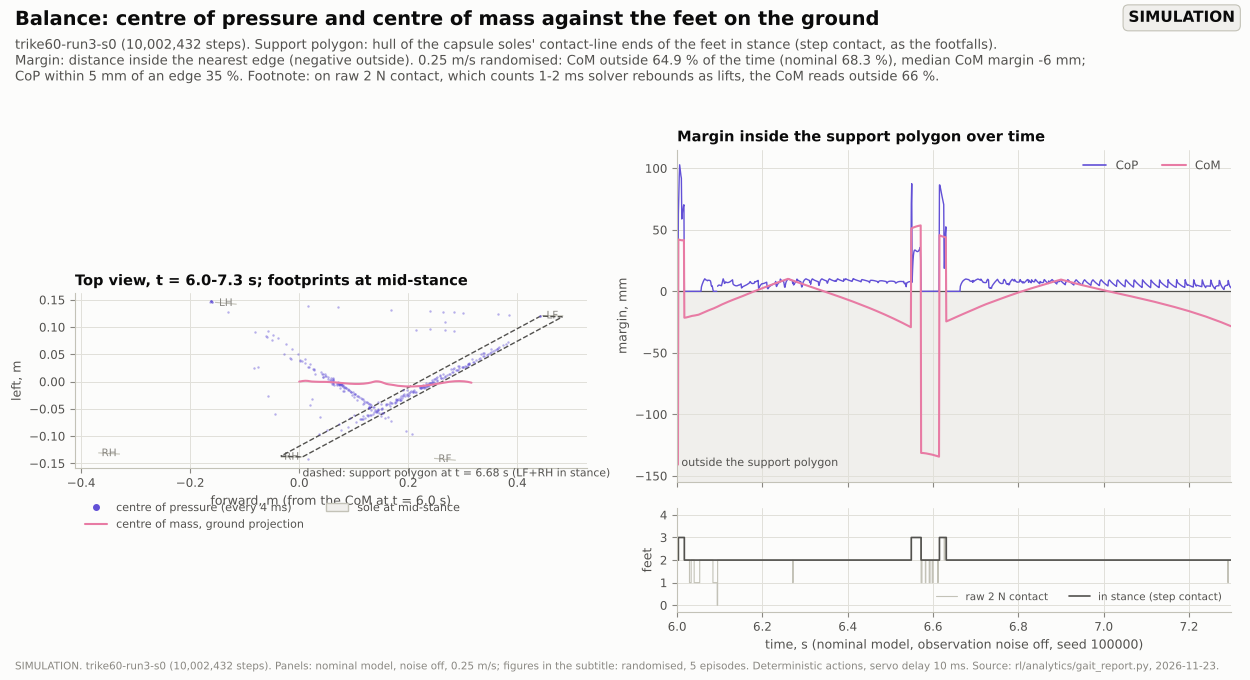 Balance: centre of pressure and centre of mass against the feet on the ground
SIMULATION
trike60-run3-s0 (10,002,432 steps). Support polygon: hull of the capsule soles' contact-line ends of the feet in stance (step contact, as the footfalls).
Margin: distance inside the nearest edge (negative outside). 0.25 m/s randomised: CoM outside 64.9 % of the time (nominal 68.3 %), median CoM margin -6 mm;
CoP within 5 mm of an edge 35 %. Footnote: on raw 2 N contact, which counts 1-2 ms solver rebounds as lifts, the CoM reads outside 66 %.
Top view, t = 6.0-7.3 s; footprints at mid-stance
left, m
0.15
0.10
0.05
0.00
−0.05
−0.10
−0.15
LH
LF
RH
RH
RF
dashed: support polygon at t = 6.68 s (LF+RH in stance)
−0.4
−0.2
0.0
0.2
0.4
forward, m (from the CoM at t = 6.0 s)
centre of pressure (every 4 ms)
sole at mid-stance
centre of mass, ground projection
Margin inside the support polygon over time
margin, mm
100
50
0
−50
−100
−150
CoP
CoM
outside the support polygon
feet
4
3
2
1
0
raw 2 N contact
in stance (step contact)
6.0
6.2
6.4
6.6
6.8
7.0
7.2
time, s (nominal model, observation noise off, seed 100000)
SIMULATION. trike60-run3-s0 (10,002,432 steps). Panels: nominal model, noise off, 0.25 m/s; figures in the subtitle: randomised, 5 episodes. Deterministic actions, servo delay 10 ms. Source: rl/analytics/gait_report.py, 2026-11-23.